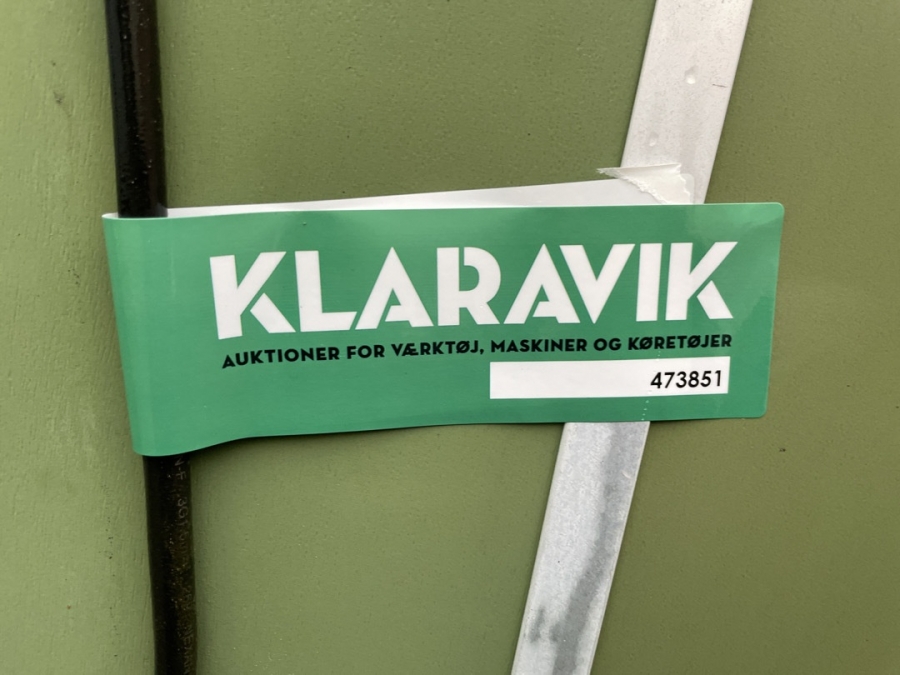 KLARAVIK
AUKTIONER FOR VÆRKTØJ, MASKINER OG KØRETØJER
473851